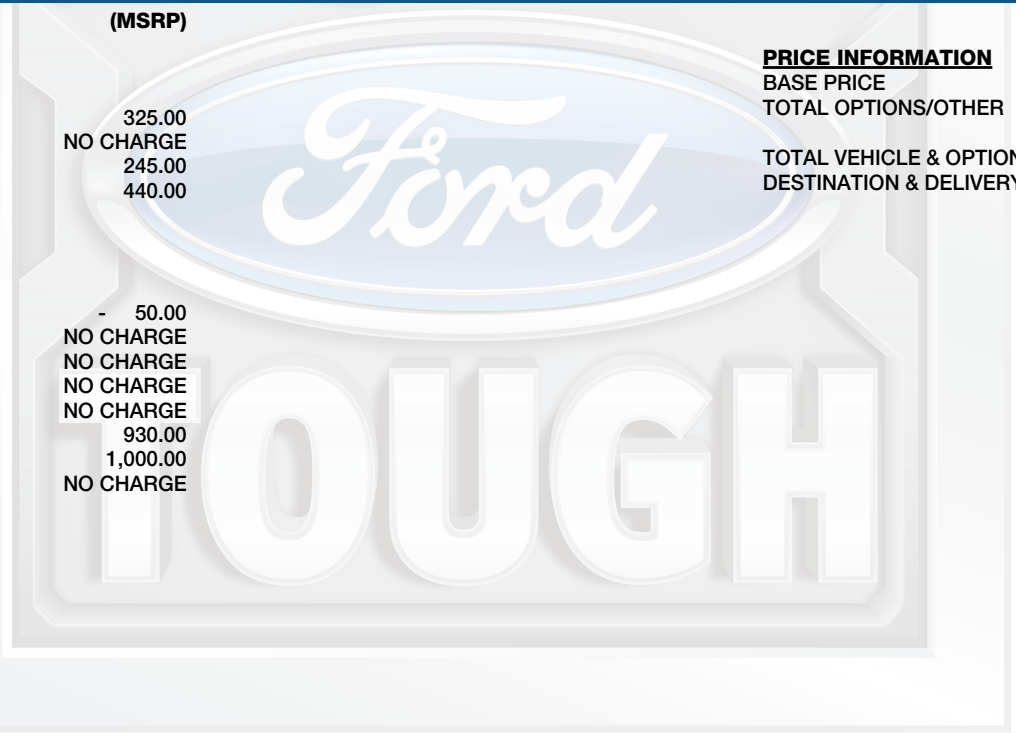 (MSRP)
325.00
NO CHARGE
245.00
440.00
- 50.00
NO CHARGE
NO CHARGE
NO CHARGE
NO CHARGE
930.00
1,000.00
NO CHARGE
PRICE INFORMATION
BASE PRICE
TOTAL OPTIONS/OTHER
TOTAL VEHICLE & OPTION
DESTINATION & DELIVERY
Ford
TOUGH